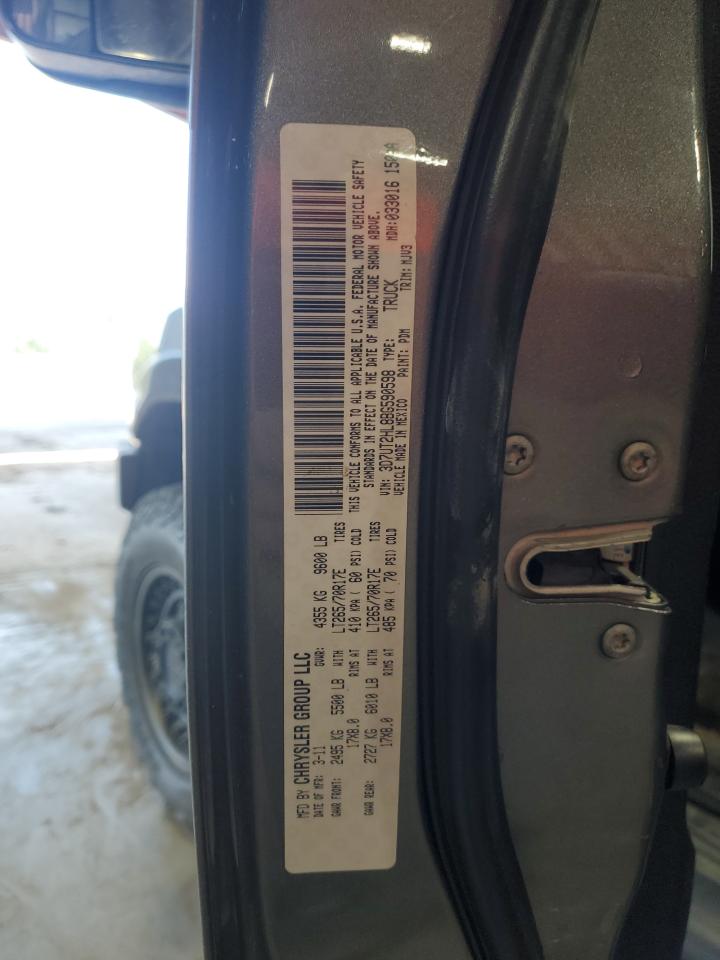 MFD BY CHRYSLER GROUP LLC
DATE OF MFR: 3-11 GVWR: 4355 KG 9600 LB
GAWR FRONT: 2495 KG 5500 LB WITH LT265/70R17E TIRES
17X8.0 RIMS AT 410 KPA ( 60 PSI) COLD
GAWR REAR: 2727 KG 6010 LB WITH LT265/70R17E TIRES
17X8.0 RIMS AT 485 KPA ( 70 PSI) COLD
THIS VEHICLE CONFORMS TO ALL APPLICABLE U.S.A. FEDERAL MOTOR VEHICLE SAFETY
STANDARDS IN EFFECT ON THE DATE OF MANUFACTURE SHOWN ABOVE.
VIN: 3D7UT2HL8BG590598 TYPE: TRUCK MDH:033016
VEHICLE MADE IN MEXICO PAINT: PDM TRIM: MJV3